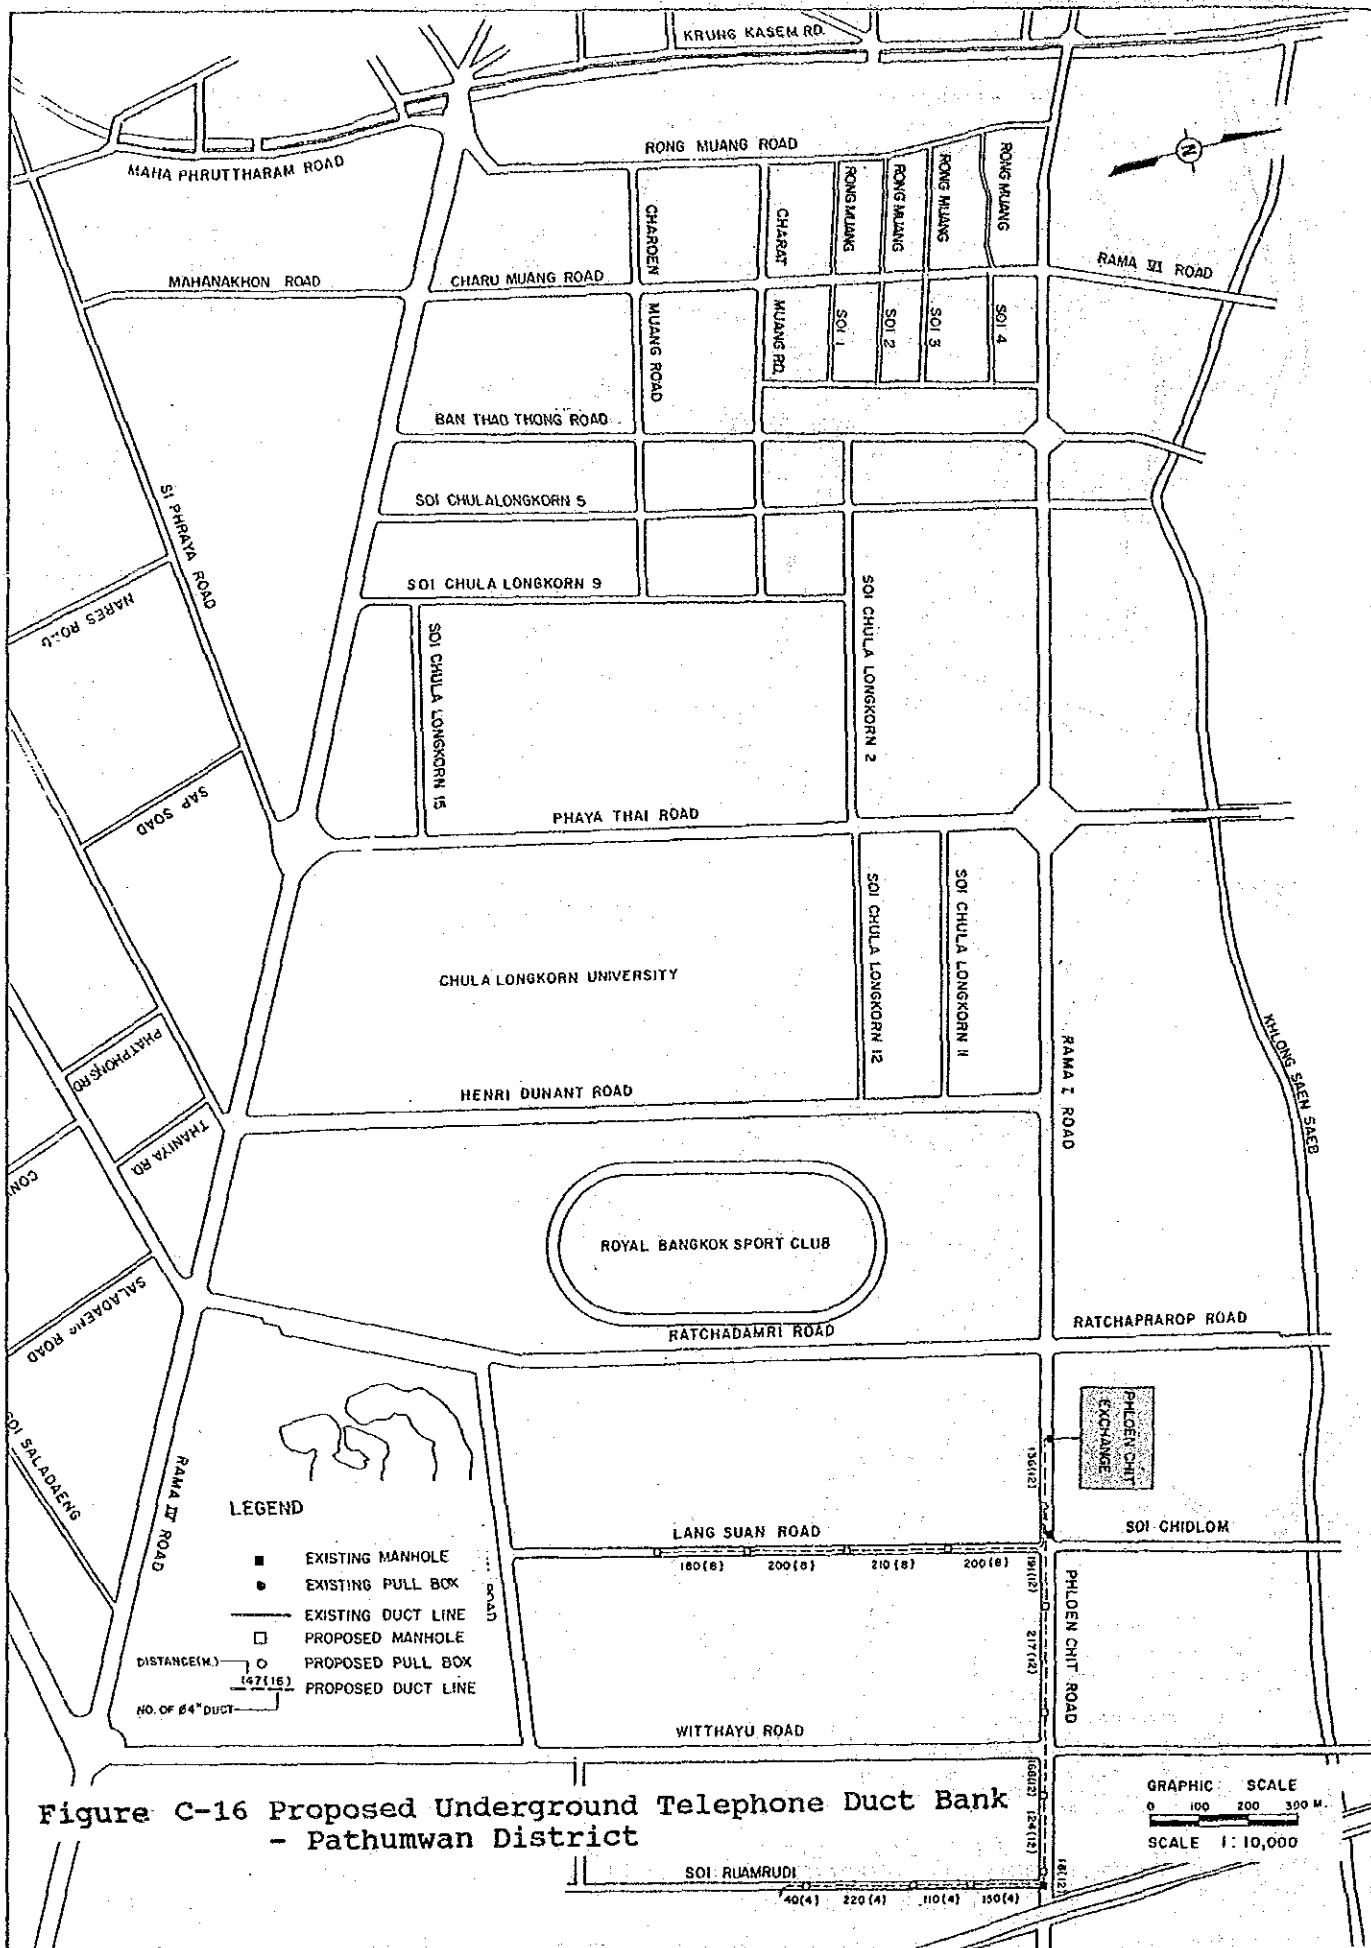 KRUNG KASEM RD.
MAHA PHRUTTHARAM ROAD
RONG MUANG ROAD
RONG MUANG
RONG MUANG
RONG MUANG
RONG MUANG
CHAROEN
CHARAT
N
RAMA VI ROAD
MAHANAKHON ROAD
CHARU MUANG ROAD
MUANG ROAD
MUANG RD.
SOI 1
SOI 2
SOI 3
SOI 4
BAN THAD THONG ROAD
SOI CHULALONGKORN 5
SI PHRAYA ROAD
SOI CHULA LONGKORN 9
NARES
SOI CHULA LONGKORN 15
SOI CHULA LONGKORN 2
SAP SOAD
PHAYA THAI ROAD
SOI CHULA LONGKORN 12
SOI CHULA LONGKORN 11
CHULA LONGKORN UNIVERSITY
RAMA I ROAD
KHLONG SAEN SAEB
PHATPHONG RD
HENRI DUNANT ROAD
THANIYA RD.
CON
ROYAL BANGKOK SPORT CLUB
SALADAENG ROAD
RATCHADAMRI ROAD
RATCHAPRAROP ROAD
PHLOEN CHIT
EXCHANGE
SOI SALADAENG
RAMA IV ROAD
LEGEND
EXISTING MANHOLE
EXISTING PULL BOX
EXISTING DUCT LINE
PROPOSED MANHOLE
DISTANCE(M.)
PROPOSED PULL BOX
147(16)
PROPOSED DUCT LINE
NO. OF Ø4" DUCT
ROAD
LANG SUAN ROAD
SOI CHIDLOM
180(8) 200(8) 210(8) 200(8)
191(12)
217(12)
PHLOEN CHIT ROAD
WITTHAYU ROAD
124(12)
GRAPHIC SCALE
0 100 200 300 M.
SCALE 1:10,000
Figure C-16 Proposed Underground Telephone Duct Bank
- Pathumwan District
SOI RUAMRUDI
40(4) 220(4) 110(4) 150(4)